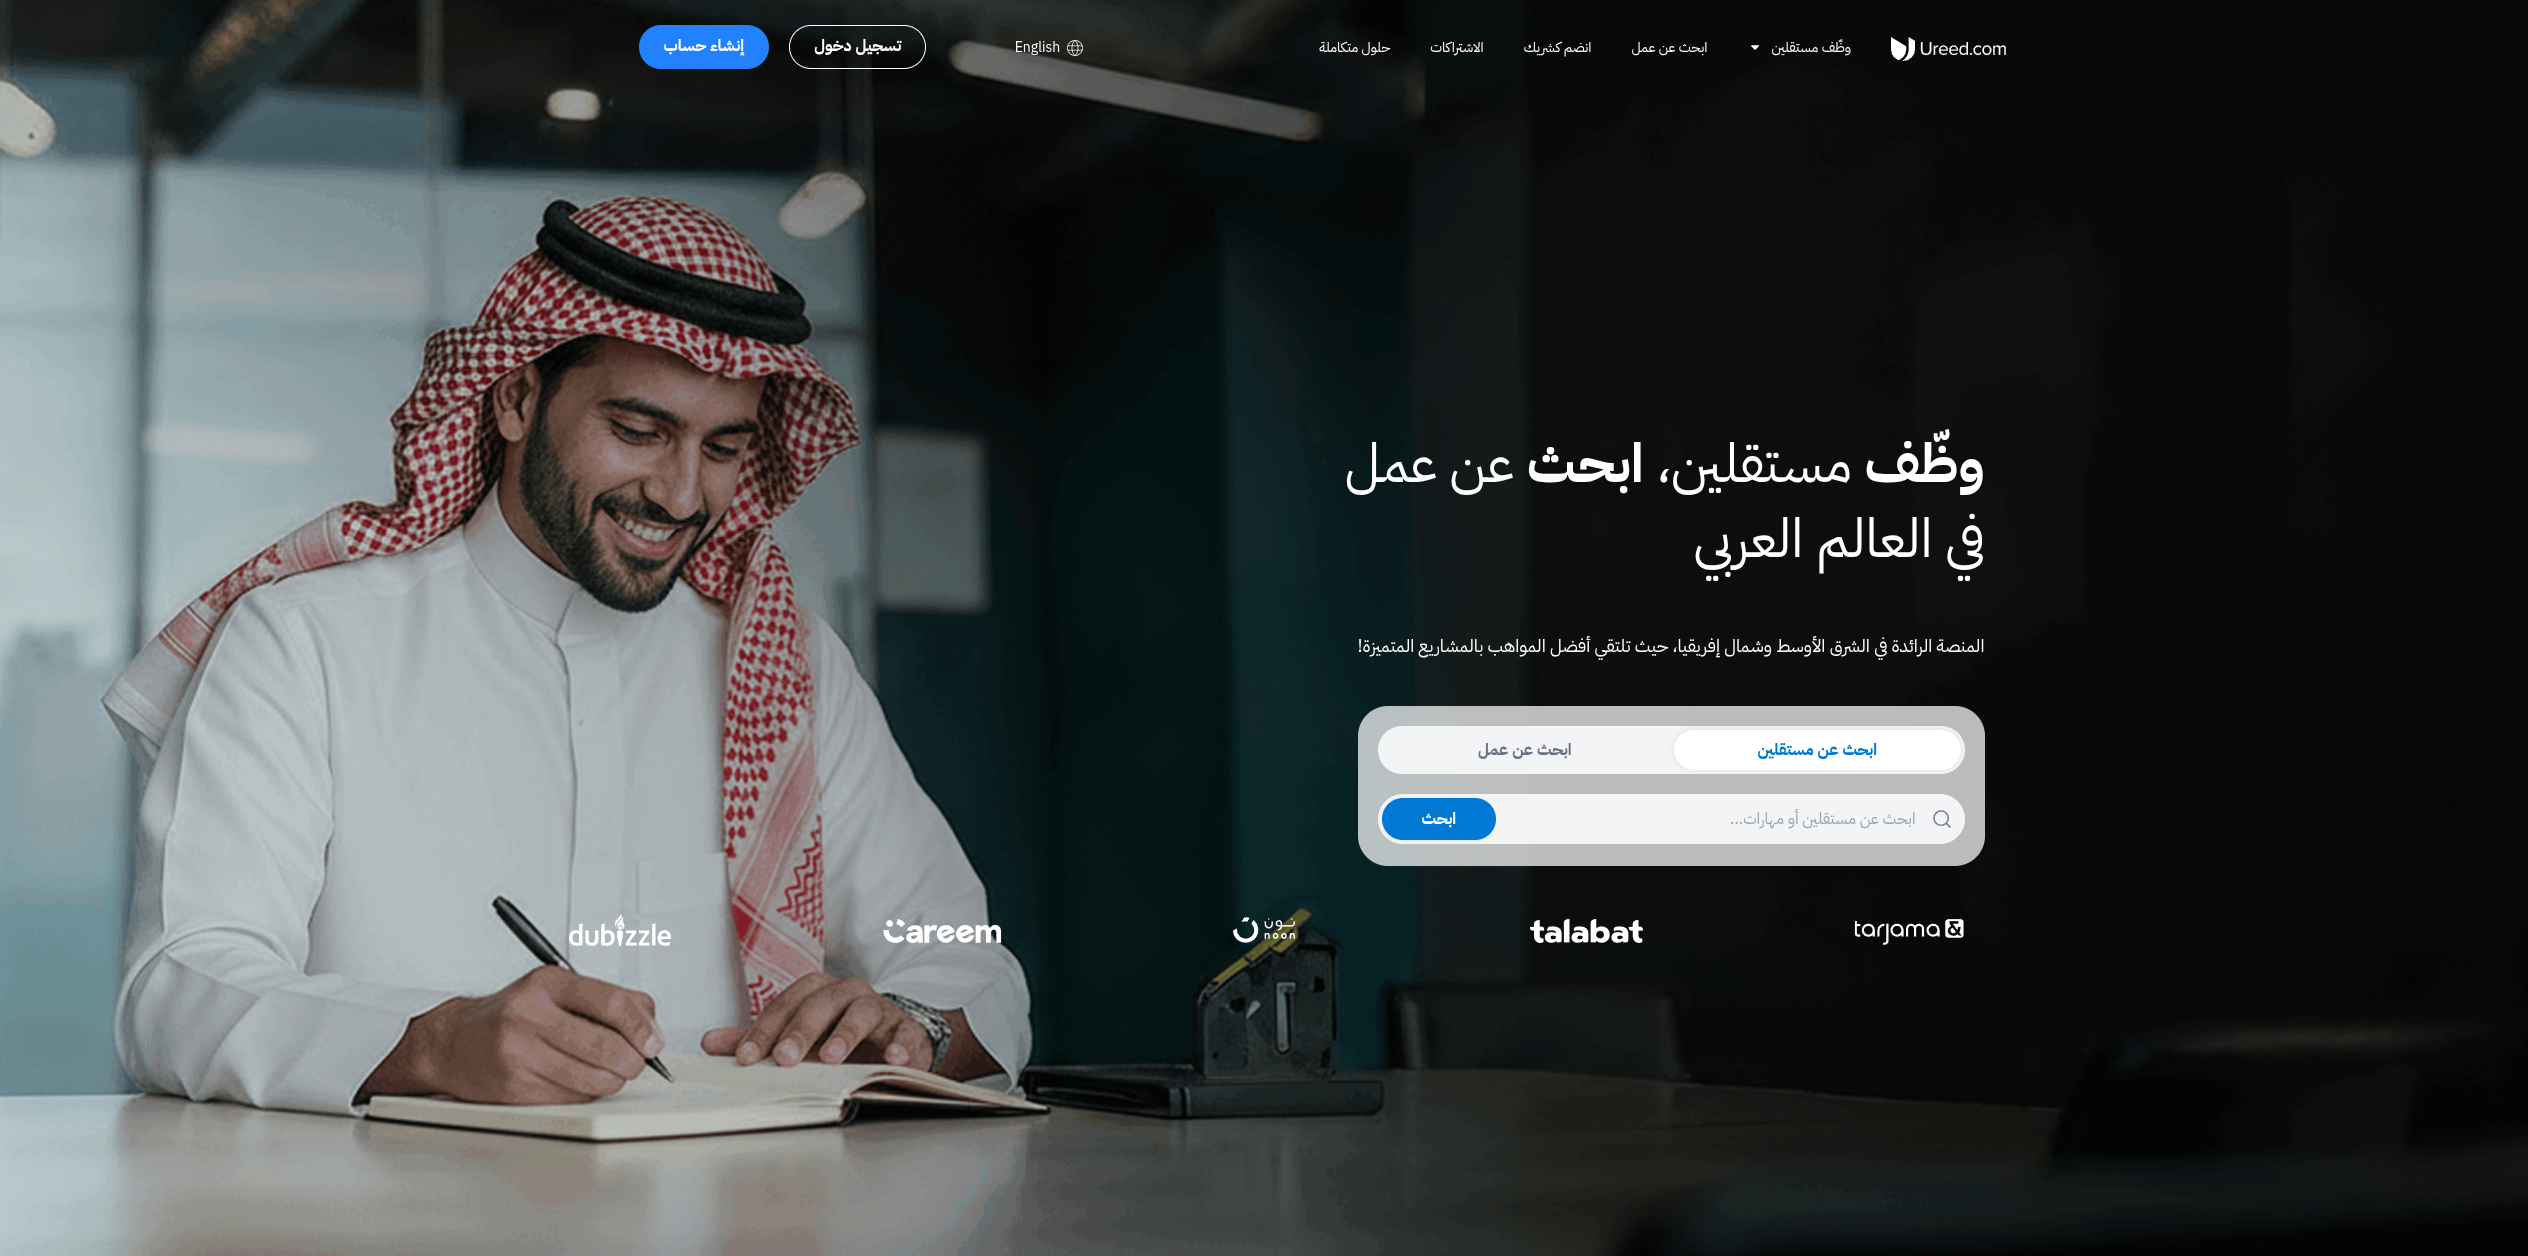 Ureed.com
وظّف مستقلين
ابحث عن عمل
انضم كشريك
الاشتراكات
حلول متكاملة
English
تسجيل دخول
إنشاء حساب
وظّف مستقلين، ابحث عن عمل
في العالم العربي
المنصة الرائدة في الشرق الأوسط وشمال إفريقيا، حيث تلتقي أفضل المواهب بالمشاريع المتميزة!
ابحث عن مستقلين
ابحث عن عمل
ابحث عن مستقلين أو مهارات...
ابحث
tarjama &
talabat
نون
noon
Careem
dubizzle